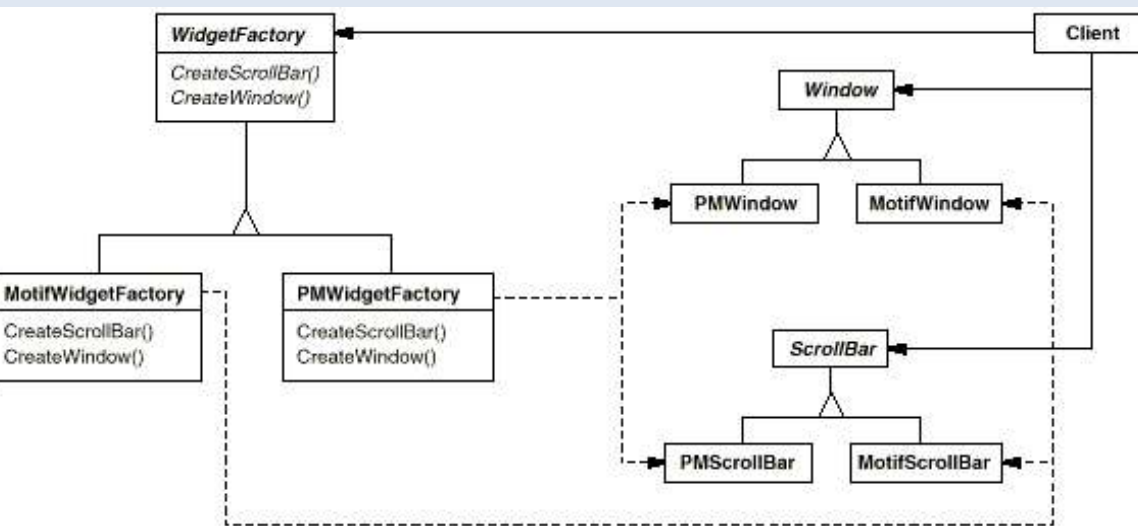 WidgetFactory
CreateScrollBar()
CreateWindow()
Client
Window
PMWindow
MotifWindow
MotifWidgetFactory
CreateScrollBar()
CreateWindow()
PMWidgetFactory
CreateScrollBar()
CreateWindow()
ScrollBar
PMScrollBar
MotifScrollBar